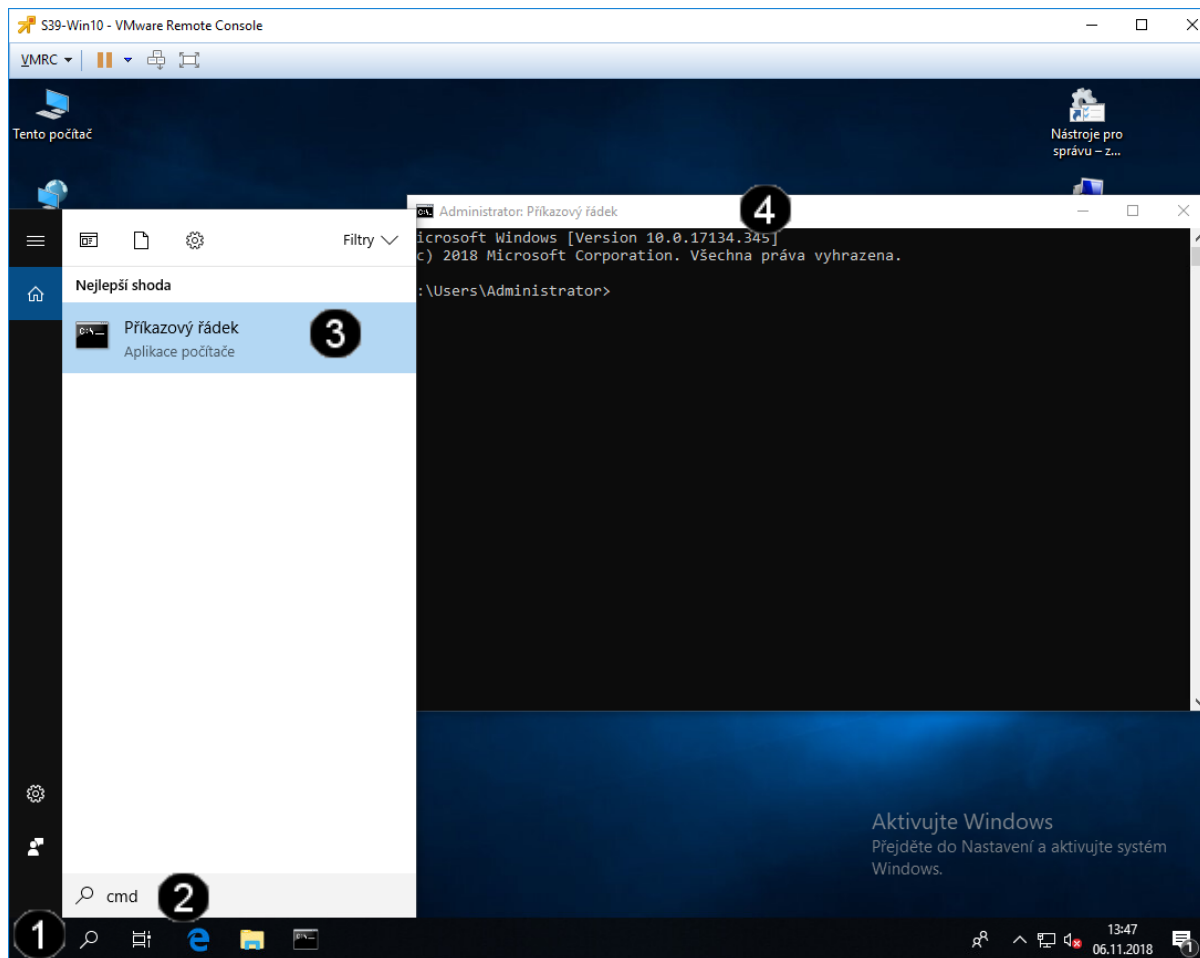 S39-Win10 - VMware Remote Console
VMRC
Tento počítač
Nástroje pro
správu – z...
Administrator: Příkazový řádek
4
icrosoft Windows [Version 10.0.17134.345]
c) 2018 Microsoft Corporation. Všechna práva vyhrazena.
:\Users\Administrator>
Filtry
Nejlepší shoda
Příkazový řádek
3
Aplikace počítače
Aktivujte Windows
Přejděte do Nastavení a aktivujte systém
Windows.
cmd
2
1
13:47
06.11.2018
1